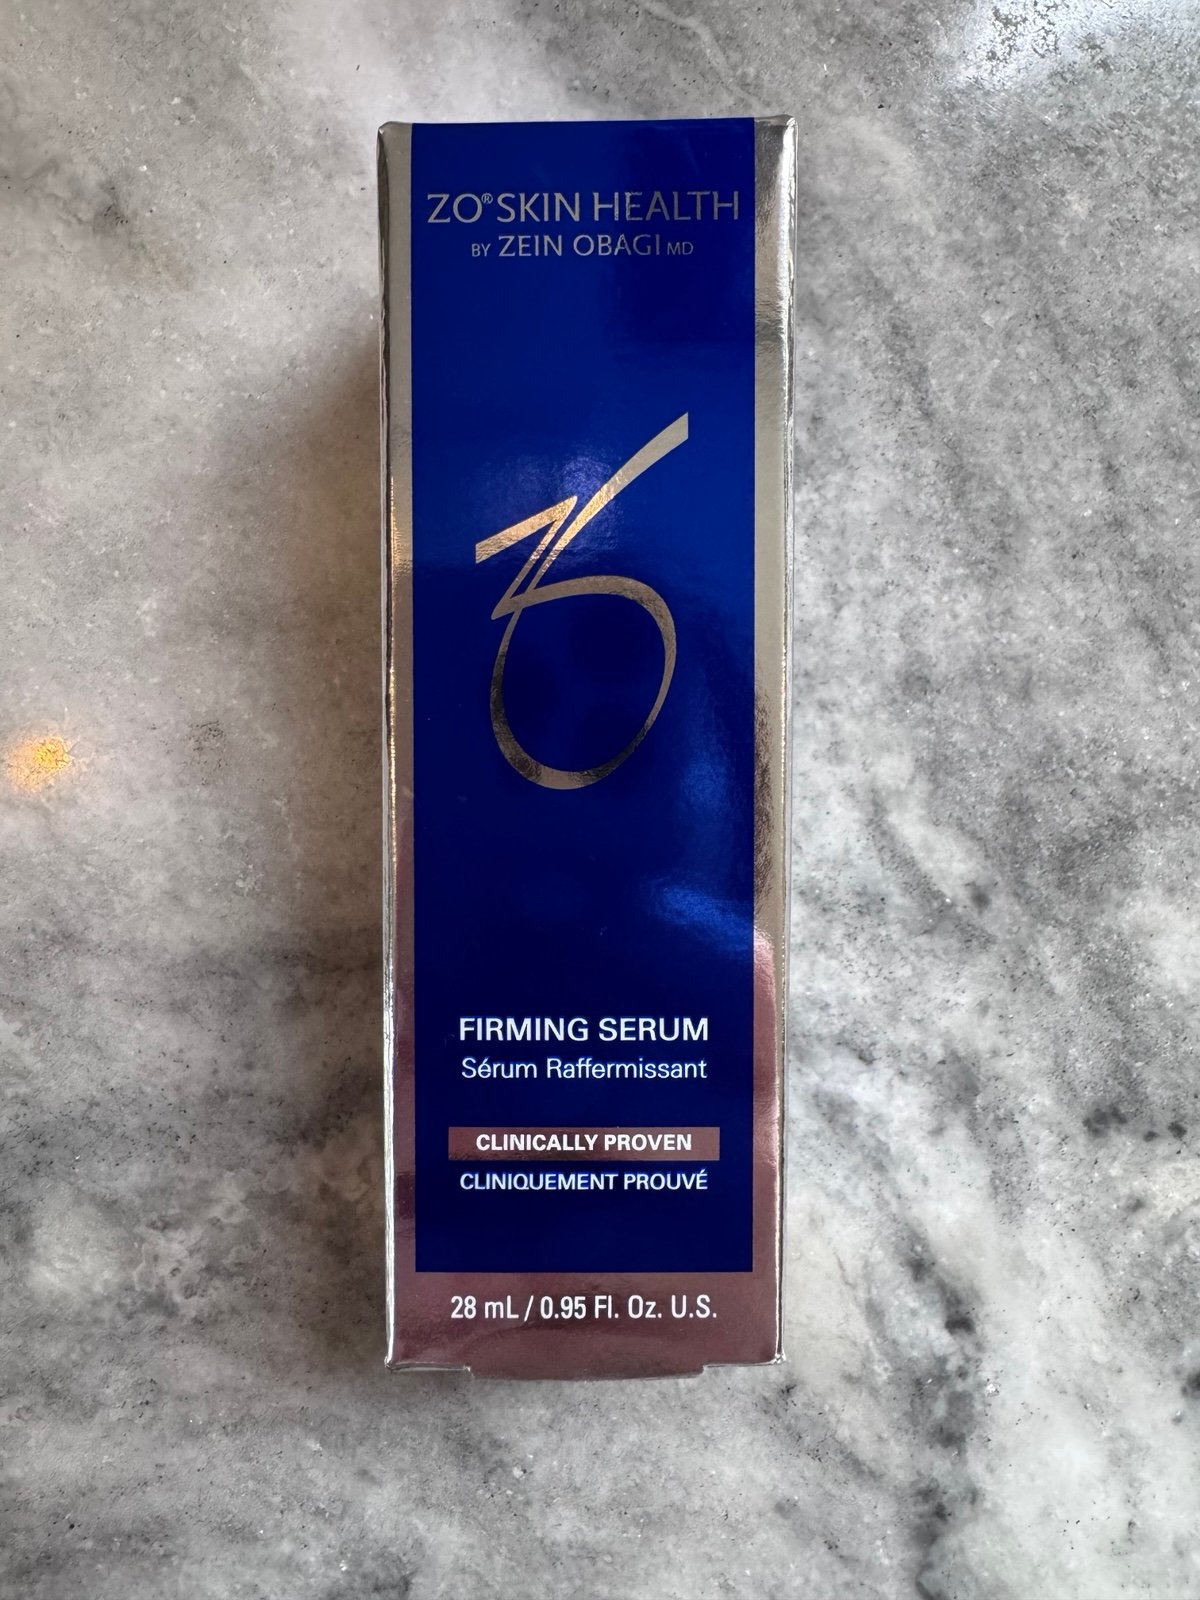 ZO® SKIN HEALTH
BY ZEIN OBAGI MD
FIRMING SERUM
Sérum Raffermissant
CLINICALLY PROVEN
CLINIQUEMENT PROUVÉ
28 mL / 0.95 Fl. Oz. U.S.